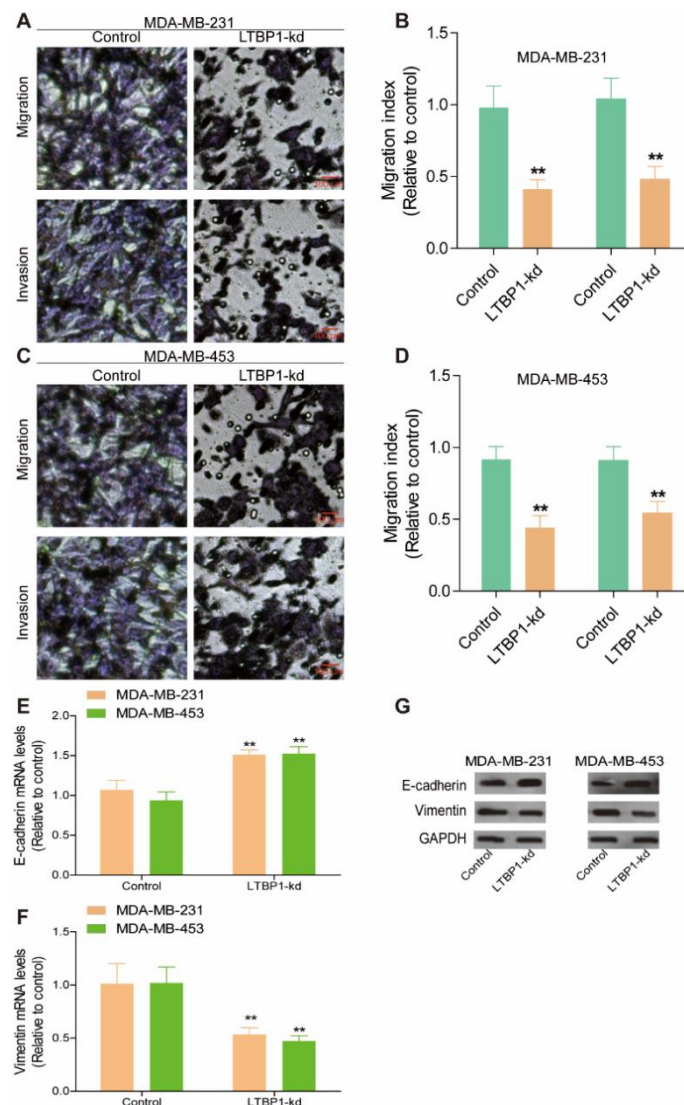 A
MDA-MB-231
Control LTBP1-kd
Migration
Invasion
B
MDA-MB-231
Migration index
(Relative to control)
1.5
1.0
0.5
0.0
Control
LTBP1-kd
Control
LTBP1-kd
**
**
C
MDA-MB-453
Control LTBP1-kd
Migration
Invasion
D
MDA-MB-453
Migration index
(Relative to control)
1.5
1.0
0.5
0.0
Control
LTBP1-kd
Control
LTBP1-kd
**
**
E
MDA-MB-231
MDA-MB-453
E-cadherin mRNA levels
(Relative to control)
2.0
1.5
1.0
0.5
0.0
** **
Control LTBP1-kd
F
MDA-MB-231
MDA-MB-453
Vimentin mRNA levels
(Relative to control)
1.5
1.0
0.5
0.0
** **
Control LTBP1-kd
G
MDA-MB-231 MDA-MB-453
E-cadherin
Vimentin
GAPDH
Control
LTBP1-kd
Control
LTBP1-kd